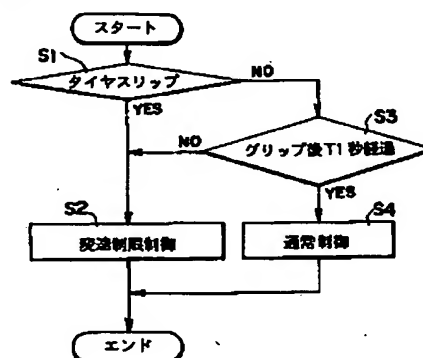 スタート
S1
タイヤスリップ
NO
YES
S3
NO
グリップ後T1秒経過
YES
S2
変速制限制御
S4
通常制御
エンド